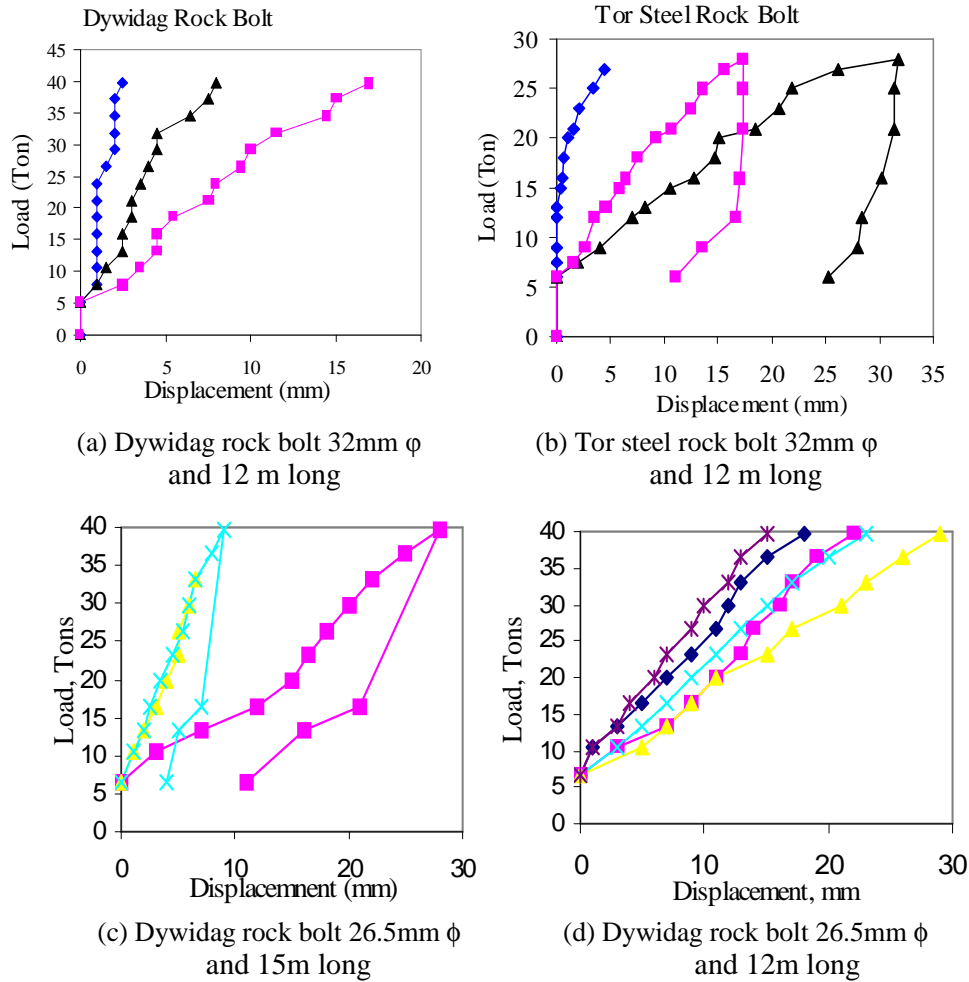 Dywidag Rock Bolt
45
40
35
30
25
20
15
10
5
0
Load (Ton)
0 5 10 15 20
Displacement (mm)
(a) Dywidag rock bolt 32mm φ
and 12 m long
Tor Steel Rock Bolt
30
25
20
15
10
5
0
Load (Ton)
0 5 10 15 20 25 30 35
Displacement (mm)
(b) Tor steel rock bolt 32mm φ
and 12 m long
40
35
30
25
20
15
10
5
0
Load, Tons
0 10 20 30
Displacemnent (mm)
(c) Dywidag rock bolt 26.5mm ϕ
and 15m long
40
35
30
25
20
15
10
5
0
Load, Tons
0 10 20 30
Displacement, mm
(d) Dywidag rock bolt 26.5mm ϕ
and 12m long